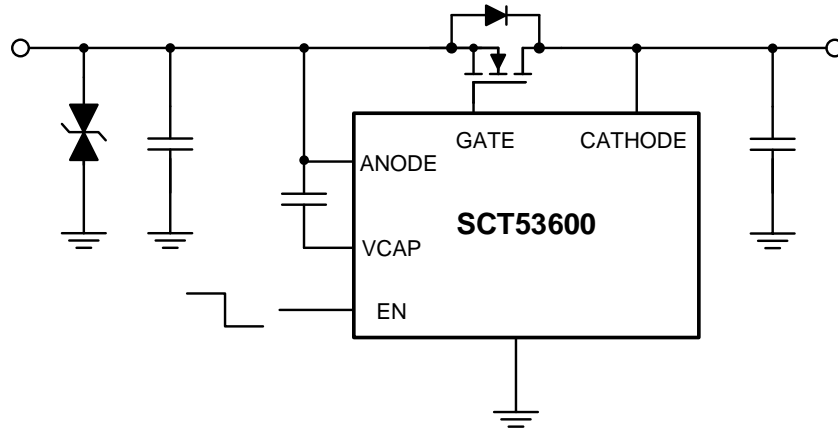 GATE
CATHODE
ANODE
SCT53600
VCAP
EN